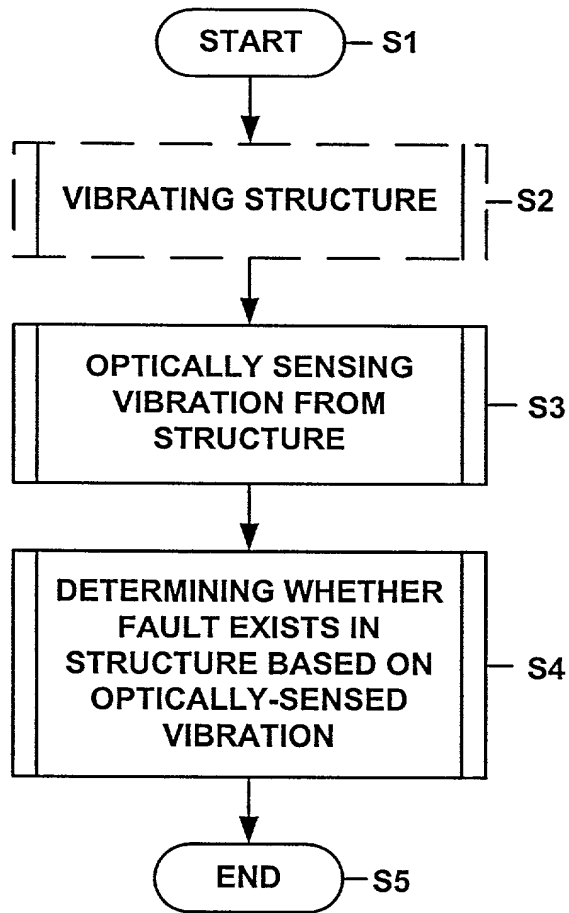 START
S1
VIBRATING STRUCTURE
S2
OPTICALLY SENSING
VIBRATION FROM
STRUCTURE
S3
DETERMINING WHETHER
FAULT EXISTS IN
STRUCTURE BASED ON
OPTICALLY-SENSED
VIBRATION
S4
END
S5